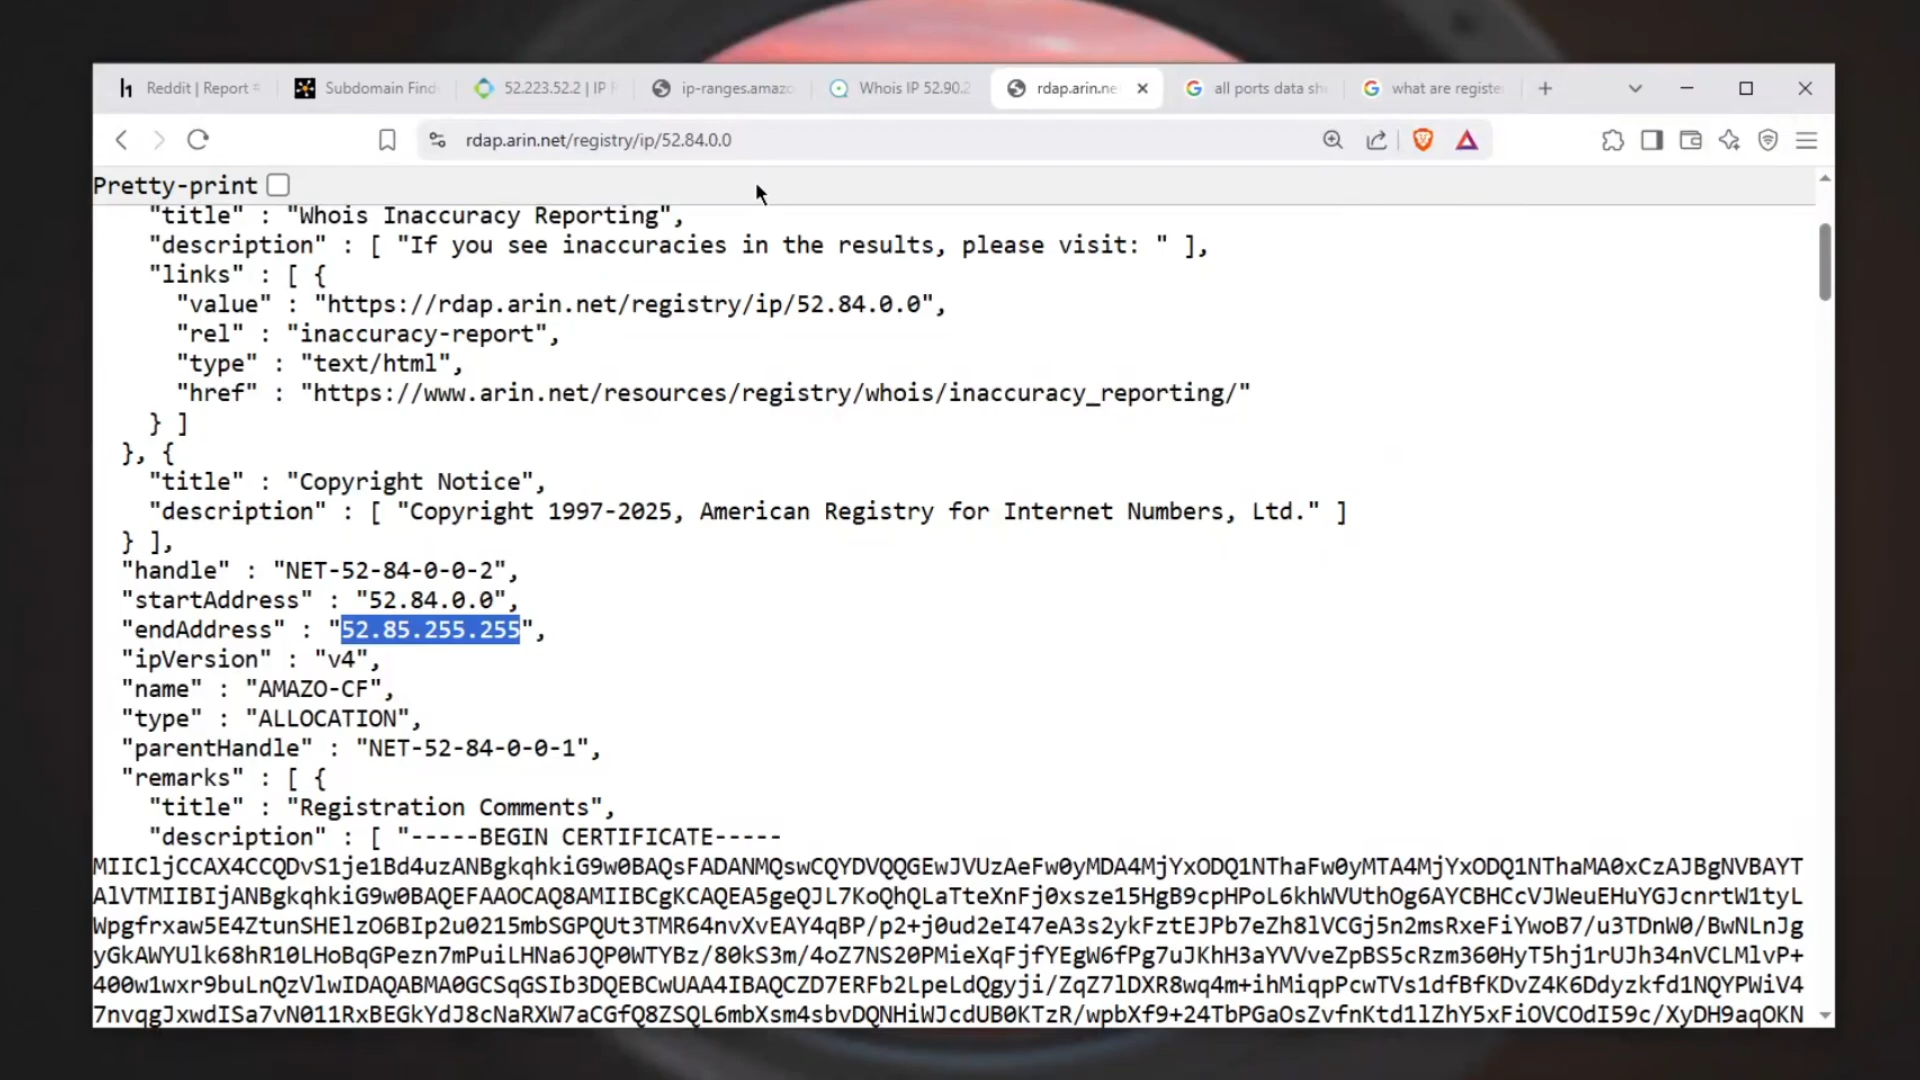 h1 Reddit | Report #
Subdomain Find
52.223.52.2 | IP
ip-ranges.amazo
Whois IP 52.90.2
rdap.arin.ne
all ports data sh
what are registe
rdap.arin.net/registry/ip/52.84.0.0
Pretty-print
"title" : "Whois Inaccuracy Reporting",
"description" : [ "If you see inaccuracies in the results, please visit: " ],
"links" : [ {
"value" : "https://rdap.arin.net/registry/ip/52.84.0.0",
"rel" : "inaccuracy-report",
"type" : "text/html",
"href" : "https://www.arin.net/resources/registry/whois/inaccuracy_reporting/"
} ]
}, {
"title" : "Copyright Notice",
"description" : [ "Copyright 1997-2025, American Registry for Internet Numbers, Ltd." ]
} ],
"handle" : "NET-52-84-0-0-2",
"startAddress" : "52.84.0.0",
"endAddress" : "52.85.255.255",
"ipVersion" : "v4",
"name" : "AMAZO-CF",
"type" : "ALLOCATION",
"parentHandle" : "NET-52-84-0-0-1",
"remarks" : [ {
"title" : "Registration Comments",
"description" : [ "-----BEGIN CERTIFICATE-----
MIICljCCAX4CCQDvS1je1Bd4uzANBgkqhkiG9w0BAQsFADANMQswCQYDVQQGEwJVUzAeFw0yMDA4MjYxODQ1NThaFw0yMTA4MjYxODQ1NThaMA0xCzAJBgNVBAYT
AlVTMIIBIjANBgkqhkiG9w0BAQEFAAOCAQ8AMIIBCgKCAQEA5geQJL7KoQhQLaTteXnFj0xsze15HgB9cpHPoL6khWVUthOg6AYCBHCcVJWeuEHuYGJcnrtW1tyL
Wpgfrxaw5E4ZtunSHElzO6BIp2u0215mbSGPQUt3TMR64nvXvEAY4qBP/p2+j0ud2eI47eA3s2ykFztEJPb7eZh8lVCGj5n2msRxeFiYwoB7/u3TDnW0/BwNLnJg
yGkAWYUlk68hR10LHoBqGPezn7mPuiLHNa6JQP0WTYBz/80kS3m/4oZ7NS20PMieXqFjfYEgW6fPg7uJKhH3aYVVveZpBS5cRzm360HyT5hj1rUJh34nVCLMlvP+
400w1wxr9buLnQzVlwIDAQABMA0GCSqGSIb3DQEBCwUAA4IBAQCZD7ERFb2LpeLdQgyji/ZqZ7lDXR8wq4m+ihMiqpPcwTVs1dfBfKDvZ4K6Ddyzkfd1NQYPWiV4
7nvqgJxwdISa7vN011RxBEGkYdJ8cNaRXW7aCGfQ8ZSQL6mbXsm4sbvDQNHiWJcdUB0KTzR/wpbXf9+24TbPGaOsZvfnKtd1lZhY5xFiOVCOdI59c/XyDH9aqOKN